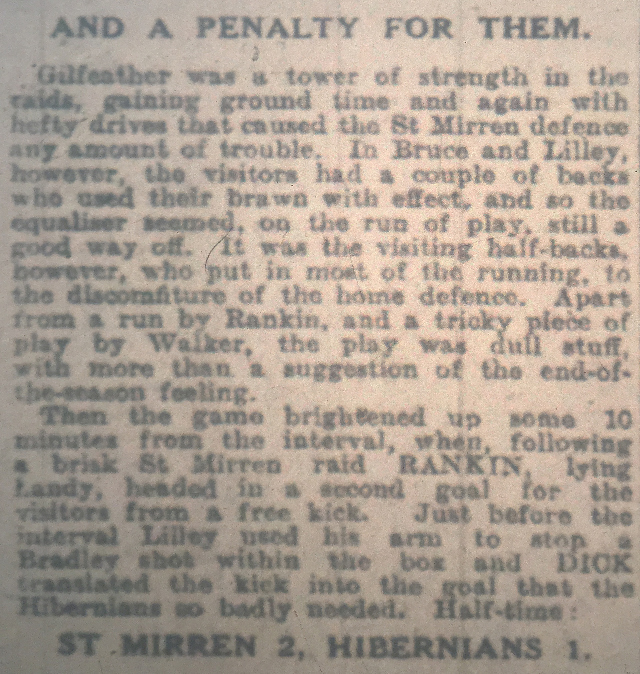 AND A PENALTY FOR THEM.
Gilfeather was a tower of strength in the
raids, gaining ground time and again with
hefty drives that caused the St Mirren defence
any amount of trouble. In Bruce and Lilley,
however, the visitors had a couple of backs
who used their brawn with effect, and so the
equaliser seemed, on the run of play, still a
good way off. It was the visiting half-backs,
however, who put in most of the running, to
the discomfiture of the home defence. Apart
from a run by Rankin, and a tricky piece of
play by Walker, the play was dull stuff,
with more than a suggestion of the end-of-
the-season feeling.
Then the game brightened up some 10
minutes from the interval, when, following
a brisk St Mirren raid RANKIN, lying
handy, headed in a second goal for the
visitors from a free kick. Just before the
interval Lilley used his arm to stop a
Bradley shot within the box and DICK
translated the kick into the goal that the
Hibernians so badly needed. Half-time:
ST MIRREN 2, HIBERNIANS 1.